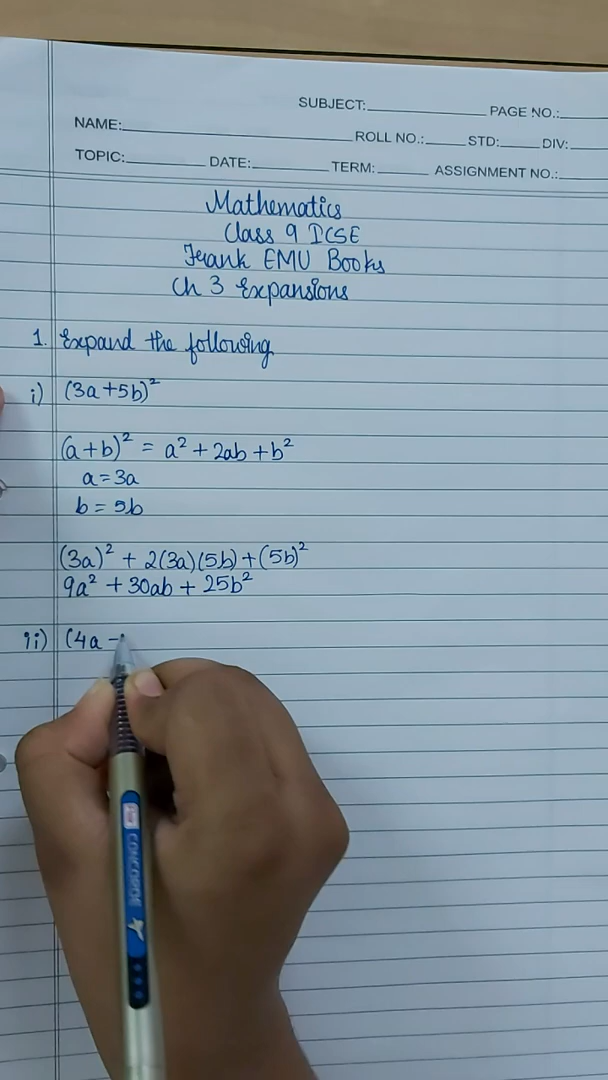 SUBJECT: PAGE NO.:
NAME: ROLL NO.: STD: DIV:
TOPIC: DATE: TERM: ASSIGNMENT NO.:
Mathematics
Class 9 ICSE
Frank EMU Books
Ch 3 Expansions
1. Expand the following
i) (3a+5b)²
(a+b)² = a² + 2ab + b²
a = 3a
b = 5b
(3a)² + 2(3a)(5b) + (5b)²
9a² + 30ab + 25b²
ii) (4a -
CONCORDE